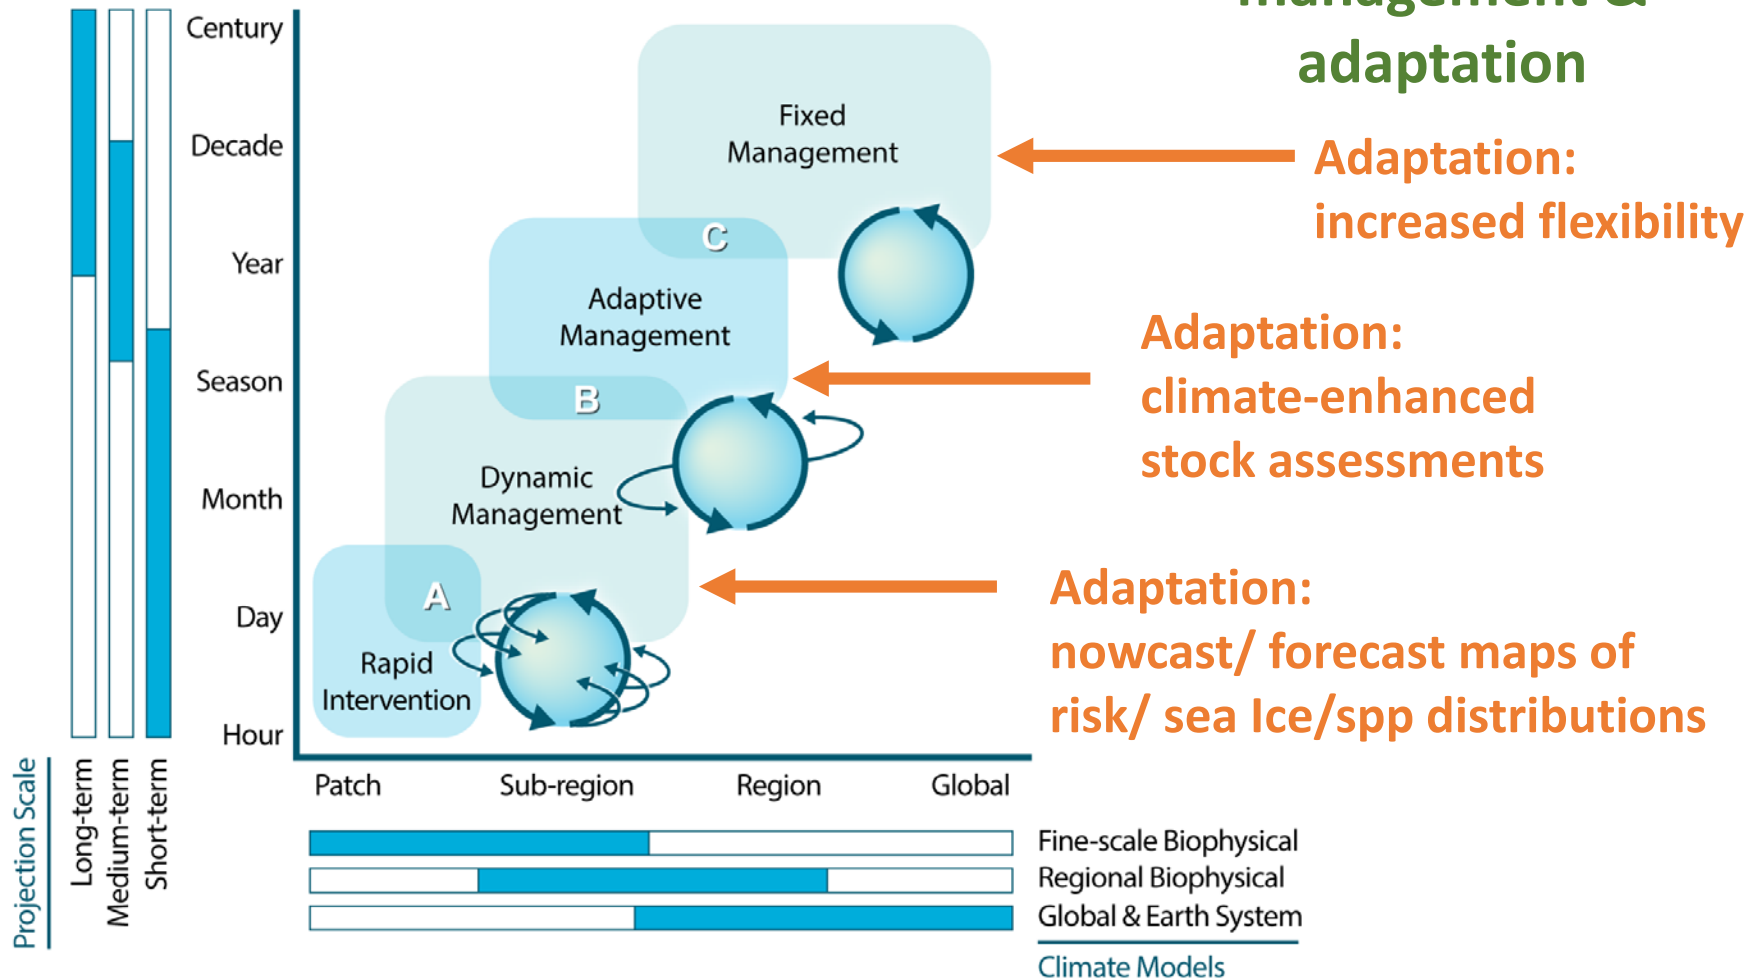 management &
adaptation
Century
Decade
Year
Season
Month
Day
Hour
Fixed
Management
C
Adaptive
Management
B
Dynamic
Management
A
Rapid
Intervention
Adaptation:
increased flexibility
Adaptation:
climate-enhanced
stock assessments
Adaptation:
nowcast/ forecast maps of
risk/ sea Ice/spp distributions
Patch
Sub-region
Region
Global
Projection Scale
Long-term
Medium-term
Short-term
Fine-scale Biophysical
Regional Biophysical
Global & Earth System
Climate Models